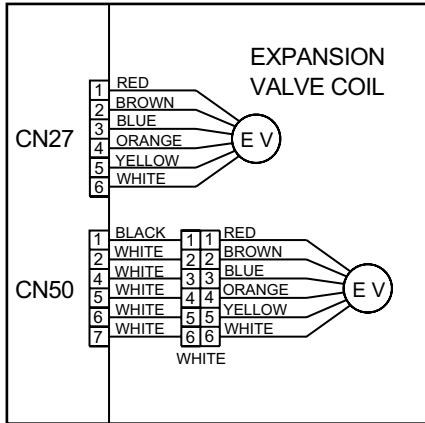 EXPANSION
VALVE COIL
CN27
1 RED
2 BROWN
3 BLUE
4 ORANGE
5 YELLOW
6 WHITE
E V
CN50
1 BLACK 1 1 RED
2 WHITE 2 2 BROWN
4 WHITE 3 3 BLUE
5 WHITE 4 4 ORANGE
6 WHITE 5 5 YELLOW
7 WHITE 6 6 WHITE
E V
WHITE